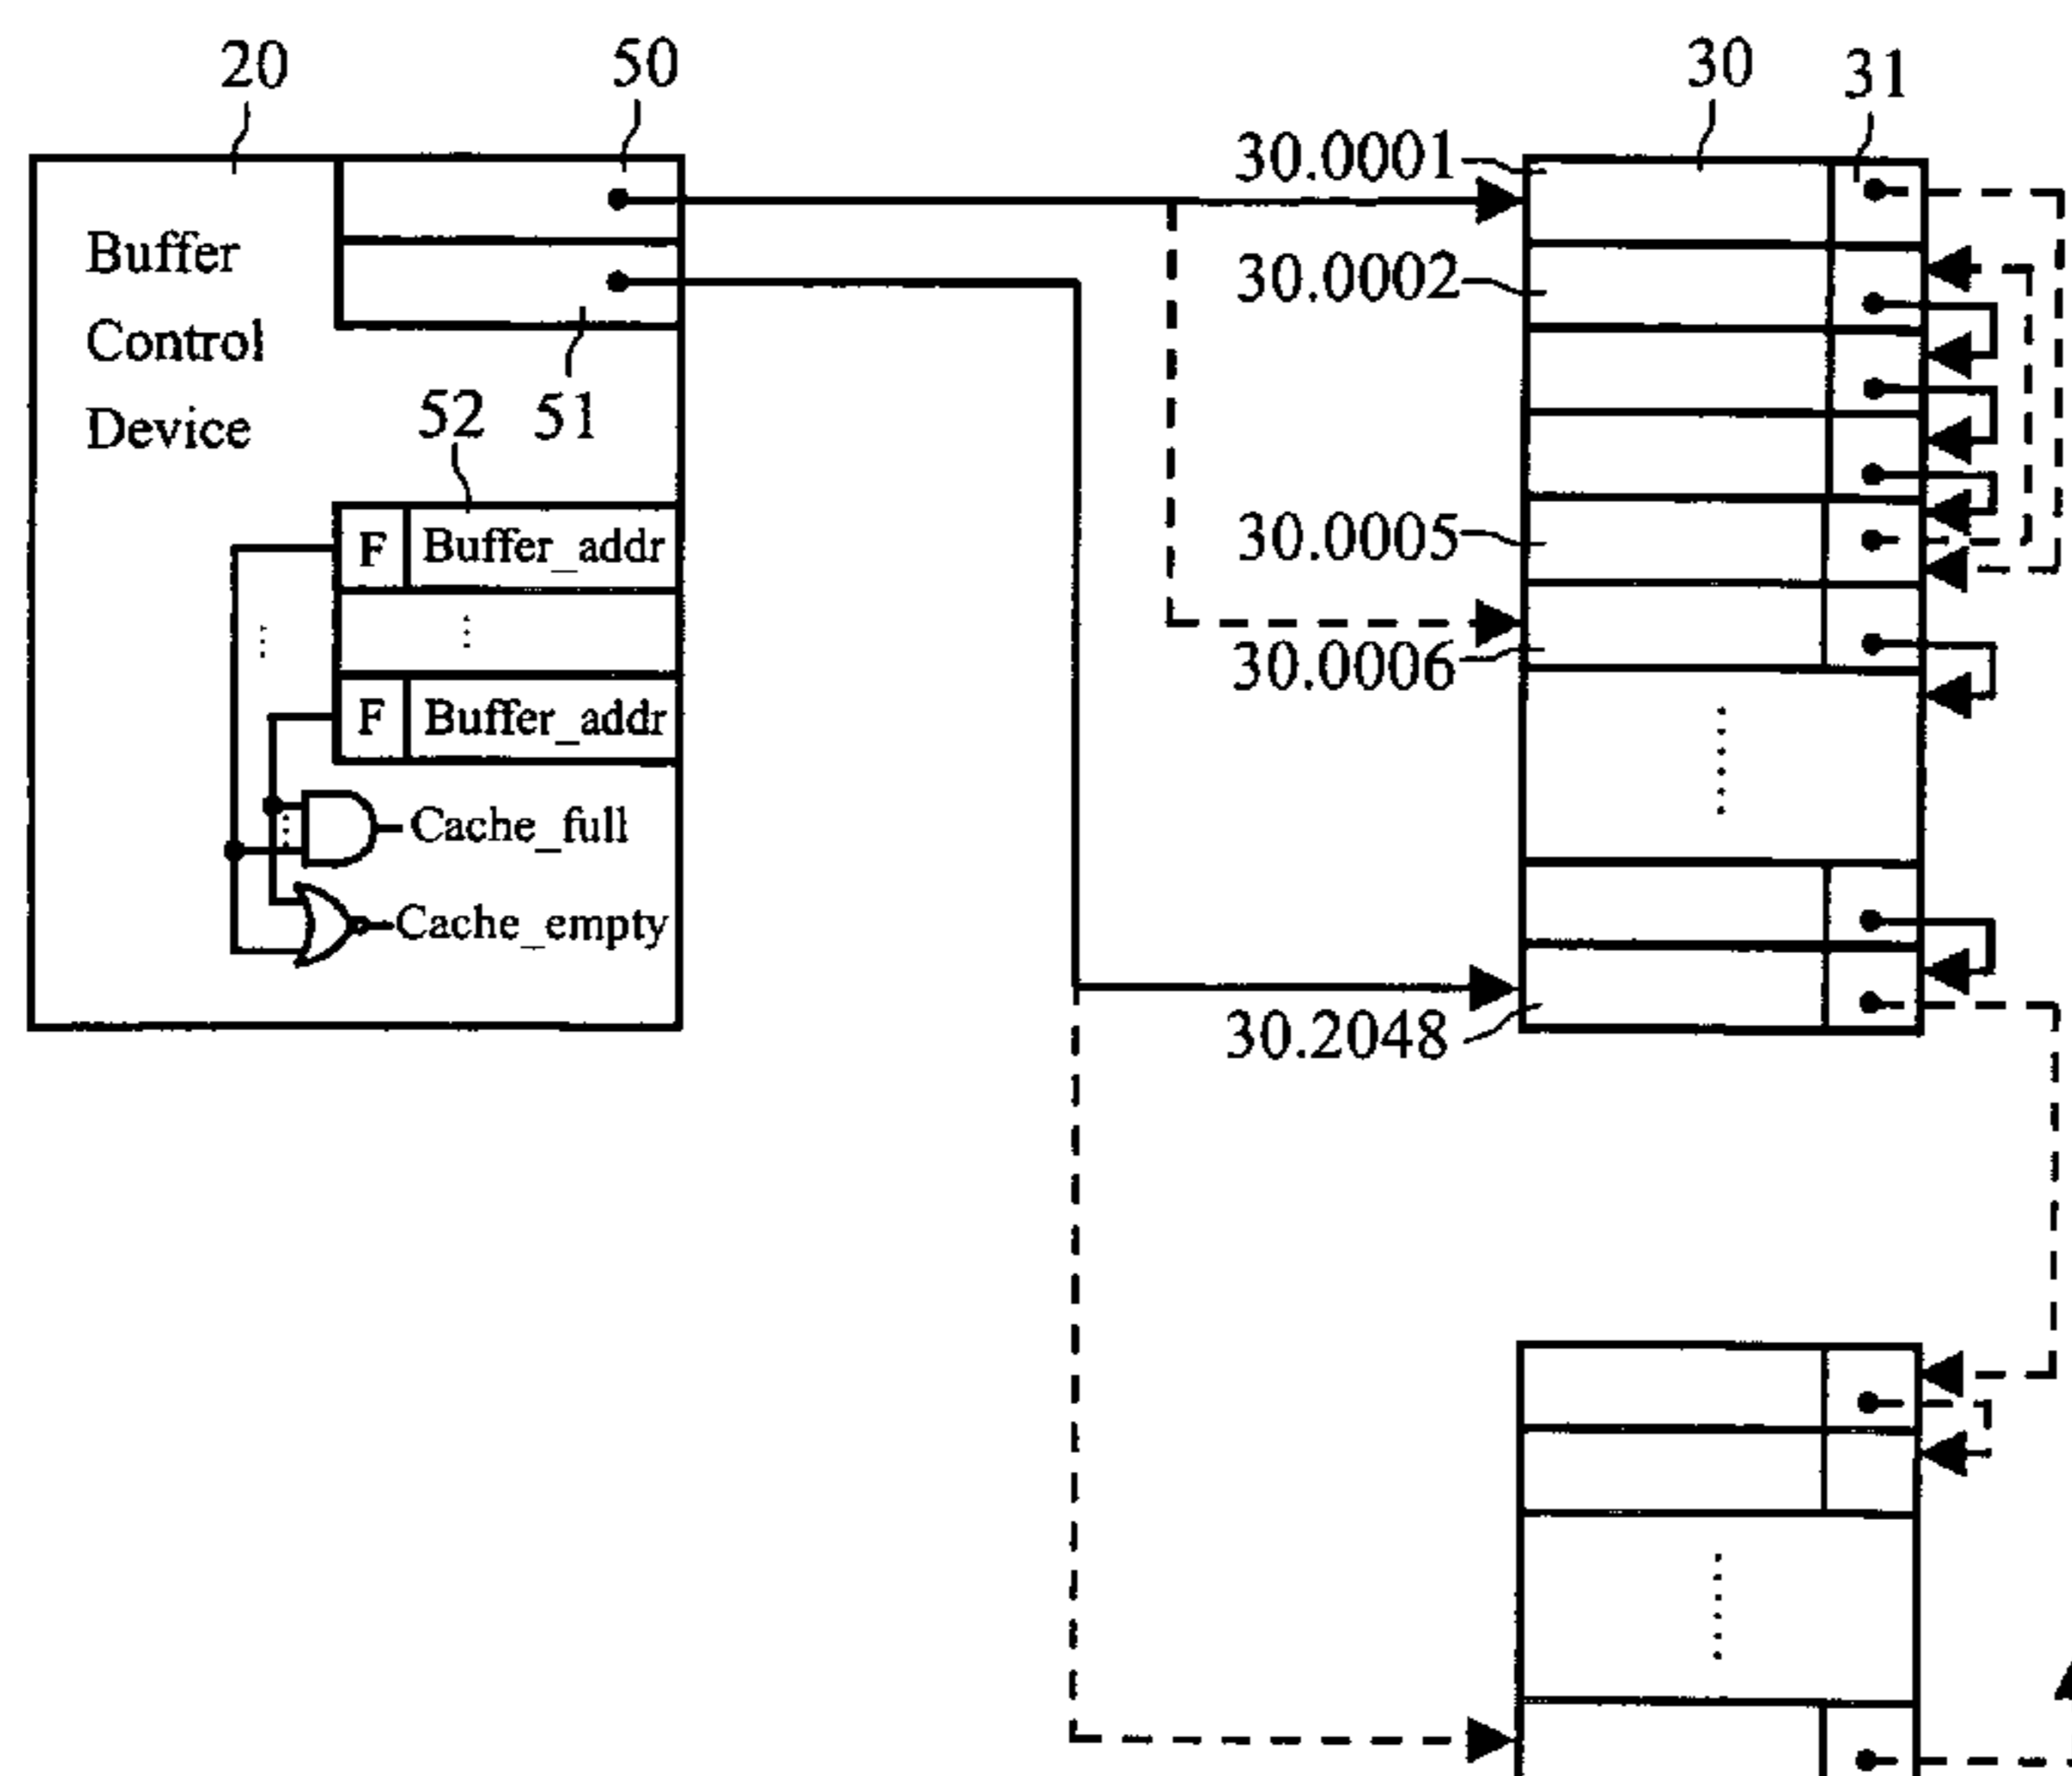 20
50
30
31
30.0001
Buffer
Control
Device
30.0002
52
51
F Buffer_addr
30.0005
30.0006
F Buffer_addr
Cache_full
Cache_empty
30.2048